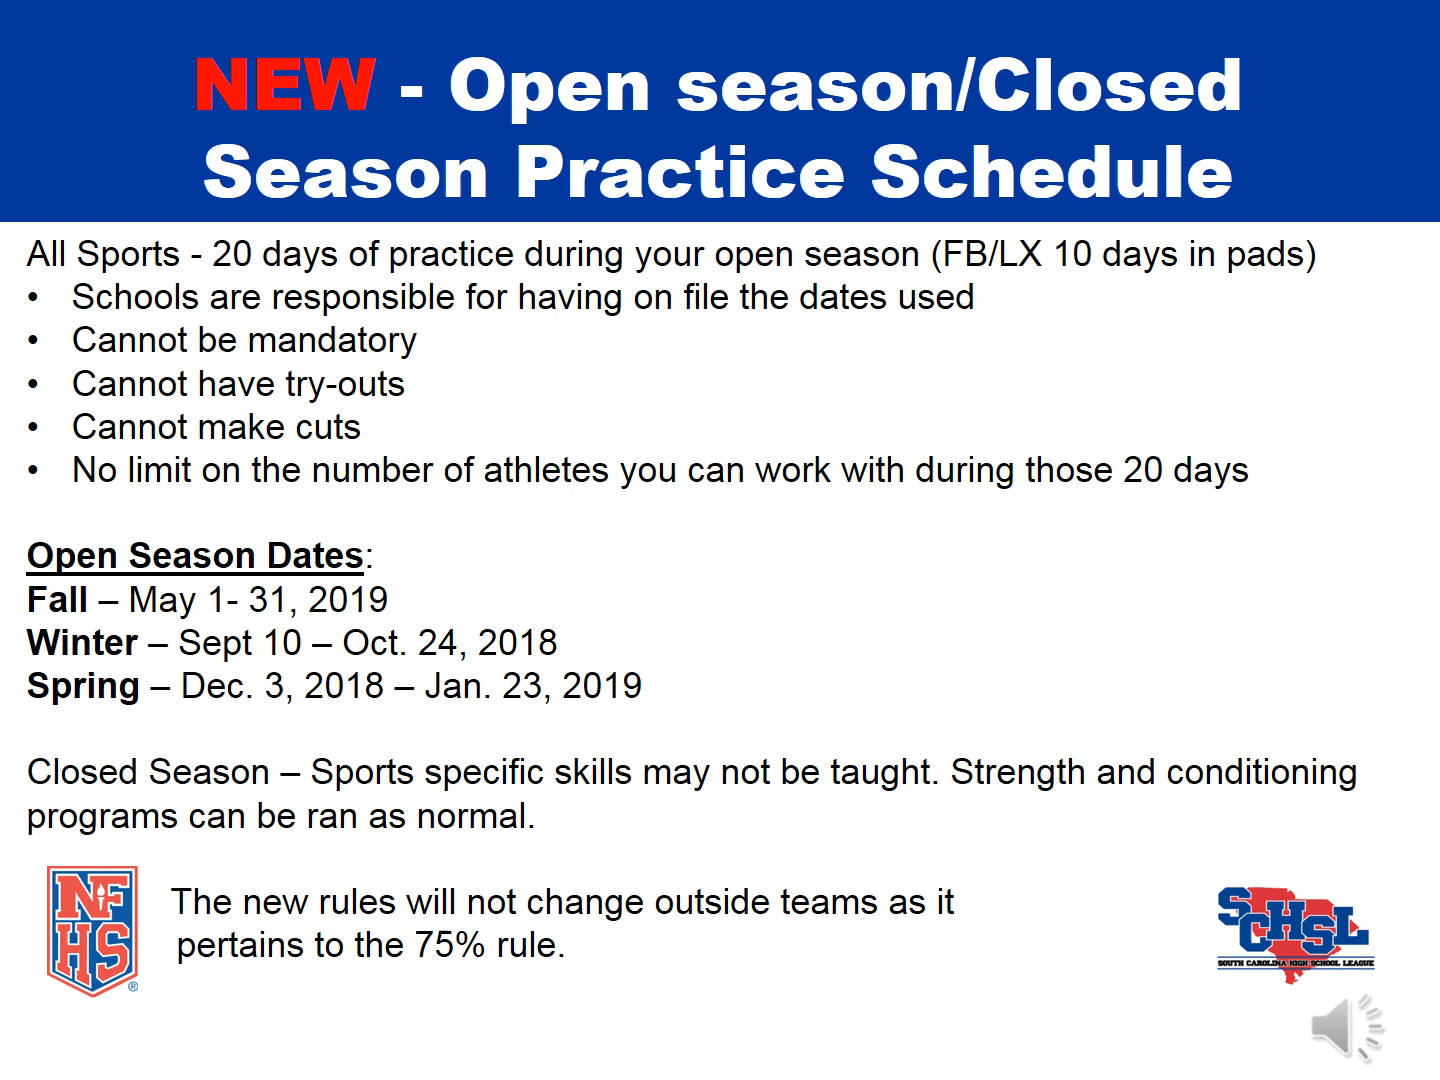 NEW - Open season/Closed
Season Practice Schedule
All Sports - 20 days of practice during your open season (FB/LX 10 days in pads)
• Schools are responsible for having on file the dates used
• Cannot be mandatory
• Cannot have try-outs
• Cannot make cuts
• No limit on the number of athletes you can work with during those 20 days
Open Season Dates:
Fall – May 1- 31, 2019
Winter – Sept 10 – Oct. 24, 2018
Spring – Dec. 3, 2018 – Jan. 23, 2019
Closed Season – Sports specific skills may not be taught. Strength and conditioning
programs can be ran as normal.
The new rules will not change outside teams as it
pertains to the 75% rule.
NF
HS
®
SCHSL
SOUTH CAROLINA HIGH SCHOOL LEAGUE